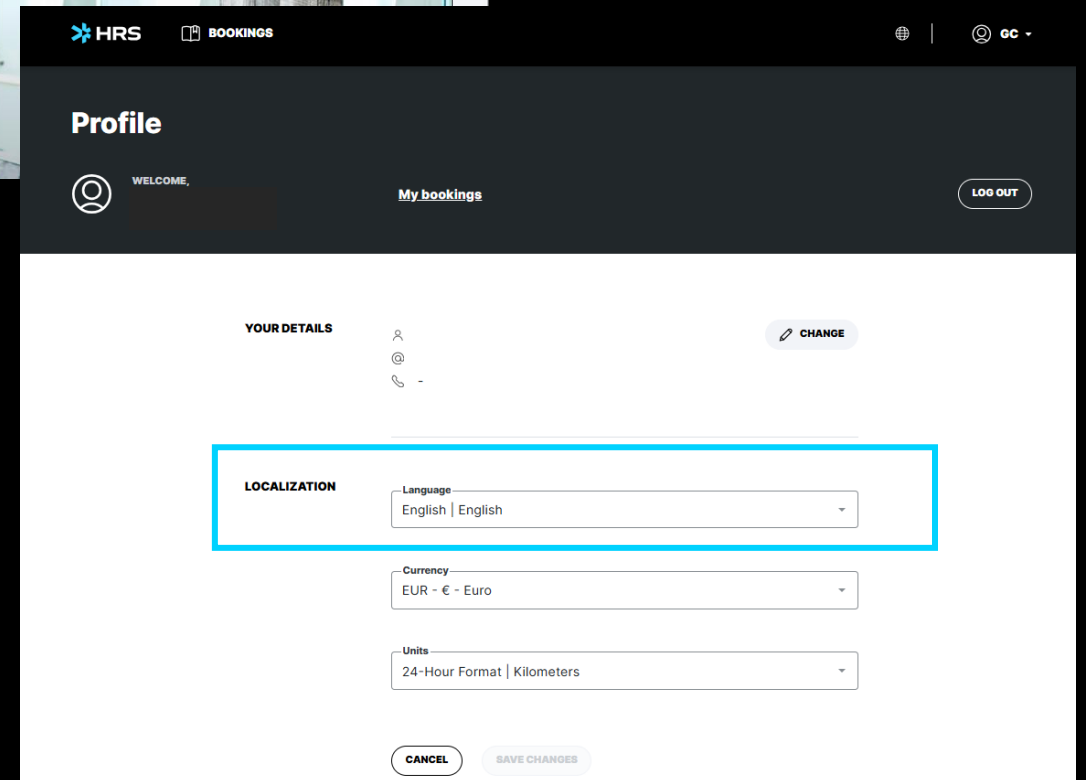 HRS BOOKINGS GC
Profile
WELCOME,
My bookings
LOG OUT
YOUR DETAILS
CHANGE
@
-
LOCALIZATION
Language
English | English
Currency
EUR - € - Euro
Units
24-Hour Format | Kilometers
CANCEL SAVE CHANGES